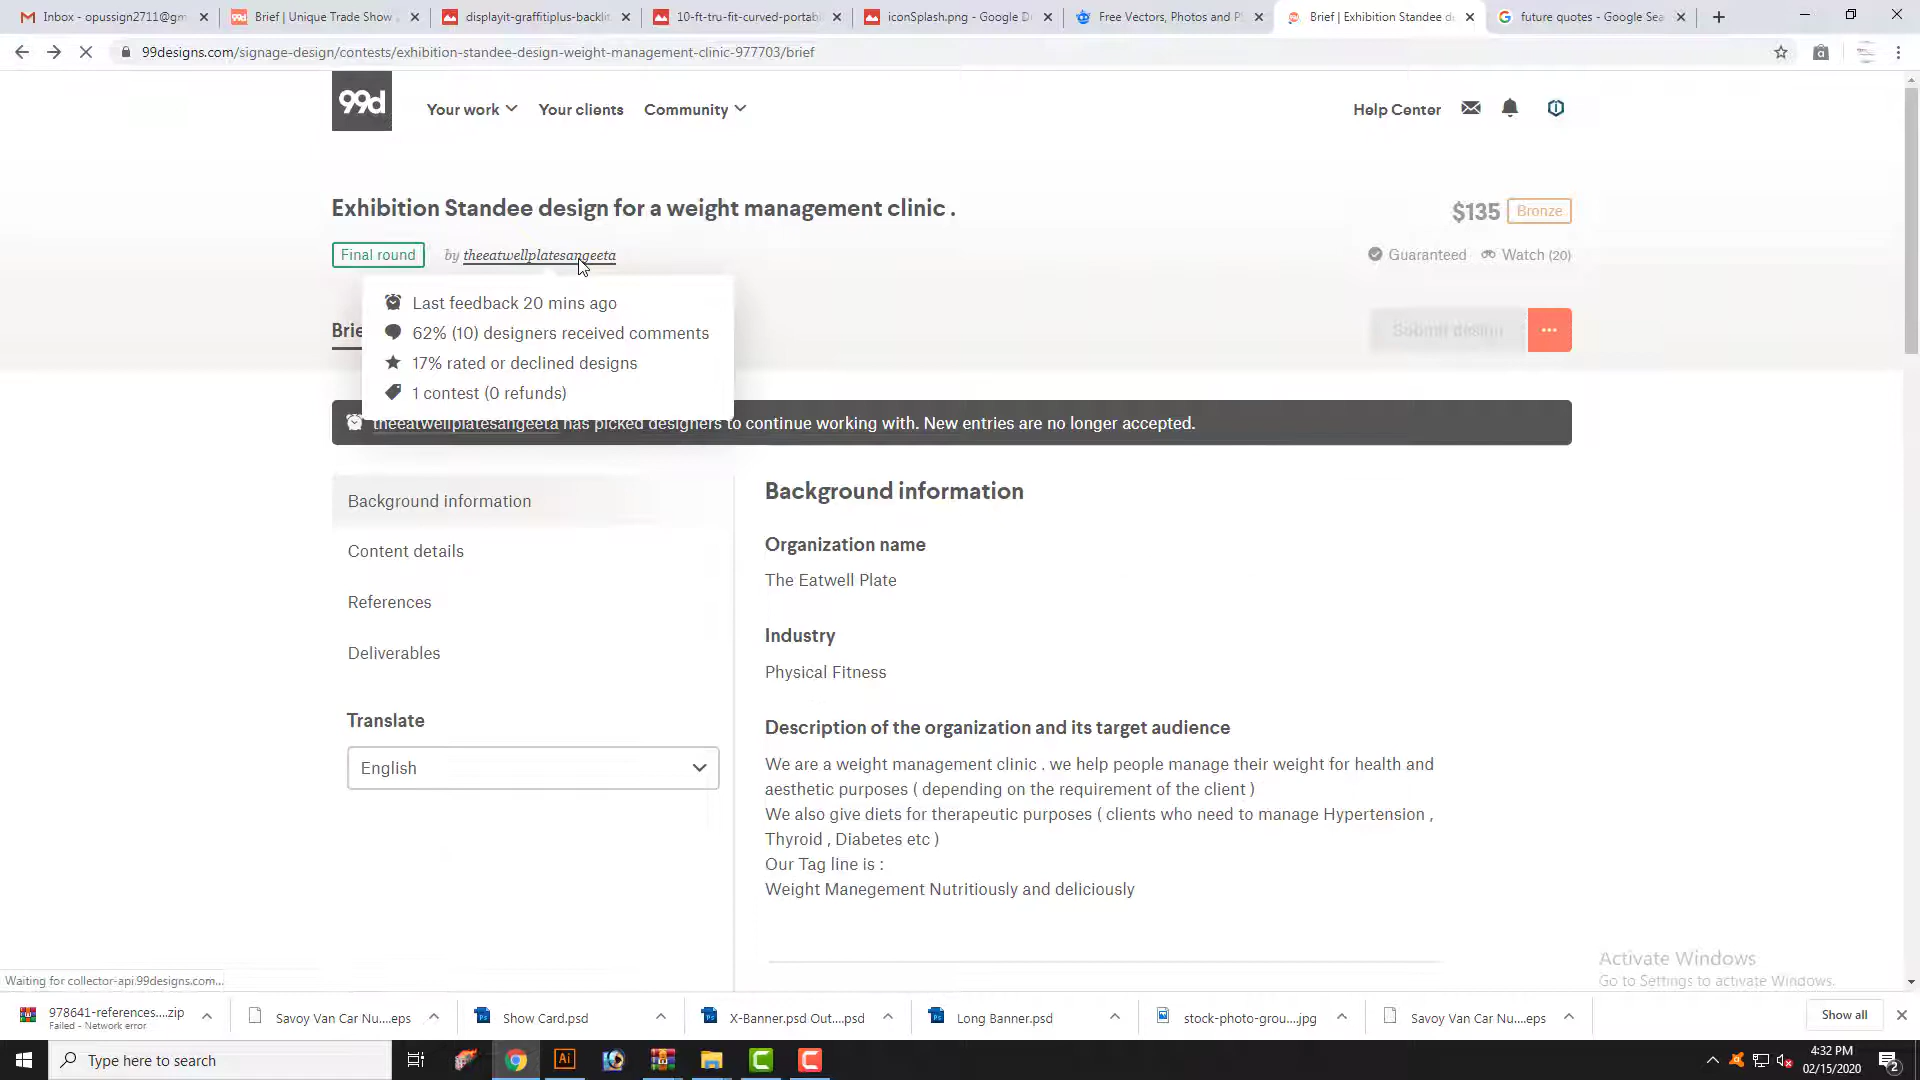 Inbox - opussign2711@gm
Brief | Unique Trade Show
displayit-graffitiplus-backlit
10-ft-tru-fit-curved-portab
iconSplash.png - Google D
Free Vectors, Photos and P
Brief | Exhibition Standee d
future quotes - Google Sea
99designs.com/signage-design/contests/exhibition-standee-design-weight-management-clinic-977703/brief
99d
Your work
Your clients
Community
Help Center
Exhibition Standee design for a weight management clinic .
$135
Bronze
Final round
by theeatwellplatesangeeta
Guaranteed
Watch (20)
Last feedback 20 mins ago
62% (10) designers received comments
17% rated or declined designs
1 contest (0 refunds)
Brie
Submit design
theeatwellplatesangeeta has picked designers to continue working with. New entries are no longer accepted.
Background information
Content details
References
Deliverables
Translate
English
Background information
Organization name
The Eatwell Plate
Industry
Physical Fitness
Description of the organization and its target audience
We are a weight management clinic . we help people manage their weight for health and
aesthetic purposes ( depending on the requirement of the client )
We also give diets for therapeutic purposes ( clients who need to manage Hypertension ,
Thyroid , Diabetes etc )
Our Tag line is :
Weight Manegement Nutritiously and deliciously
Activate Windows
Go to Settings to activate Windows.
Waiting for collector-api.99designs.com...
978641-references....zip
Failed - Network error
Savoy Van Car Nu....eps
Show Card.psd
X-Banner.psd Out....psd
Long Banner.psd
stock-photo-grou....jpg
Savoy Van Car Nu....eps
Show all
Type here to search
Ai
4:32 PM
02/15/2020
2